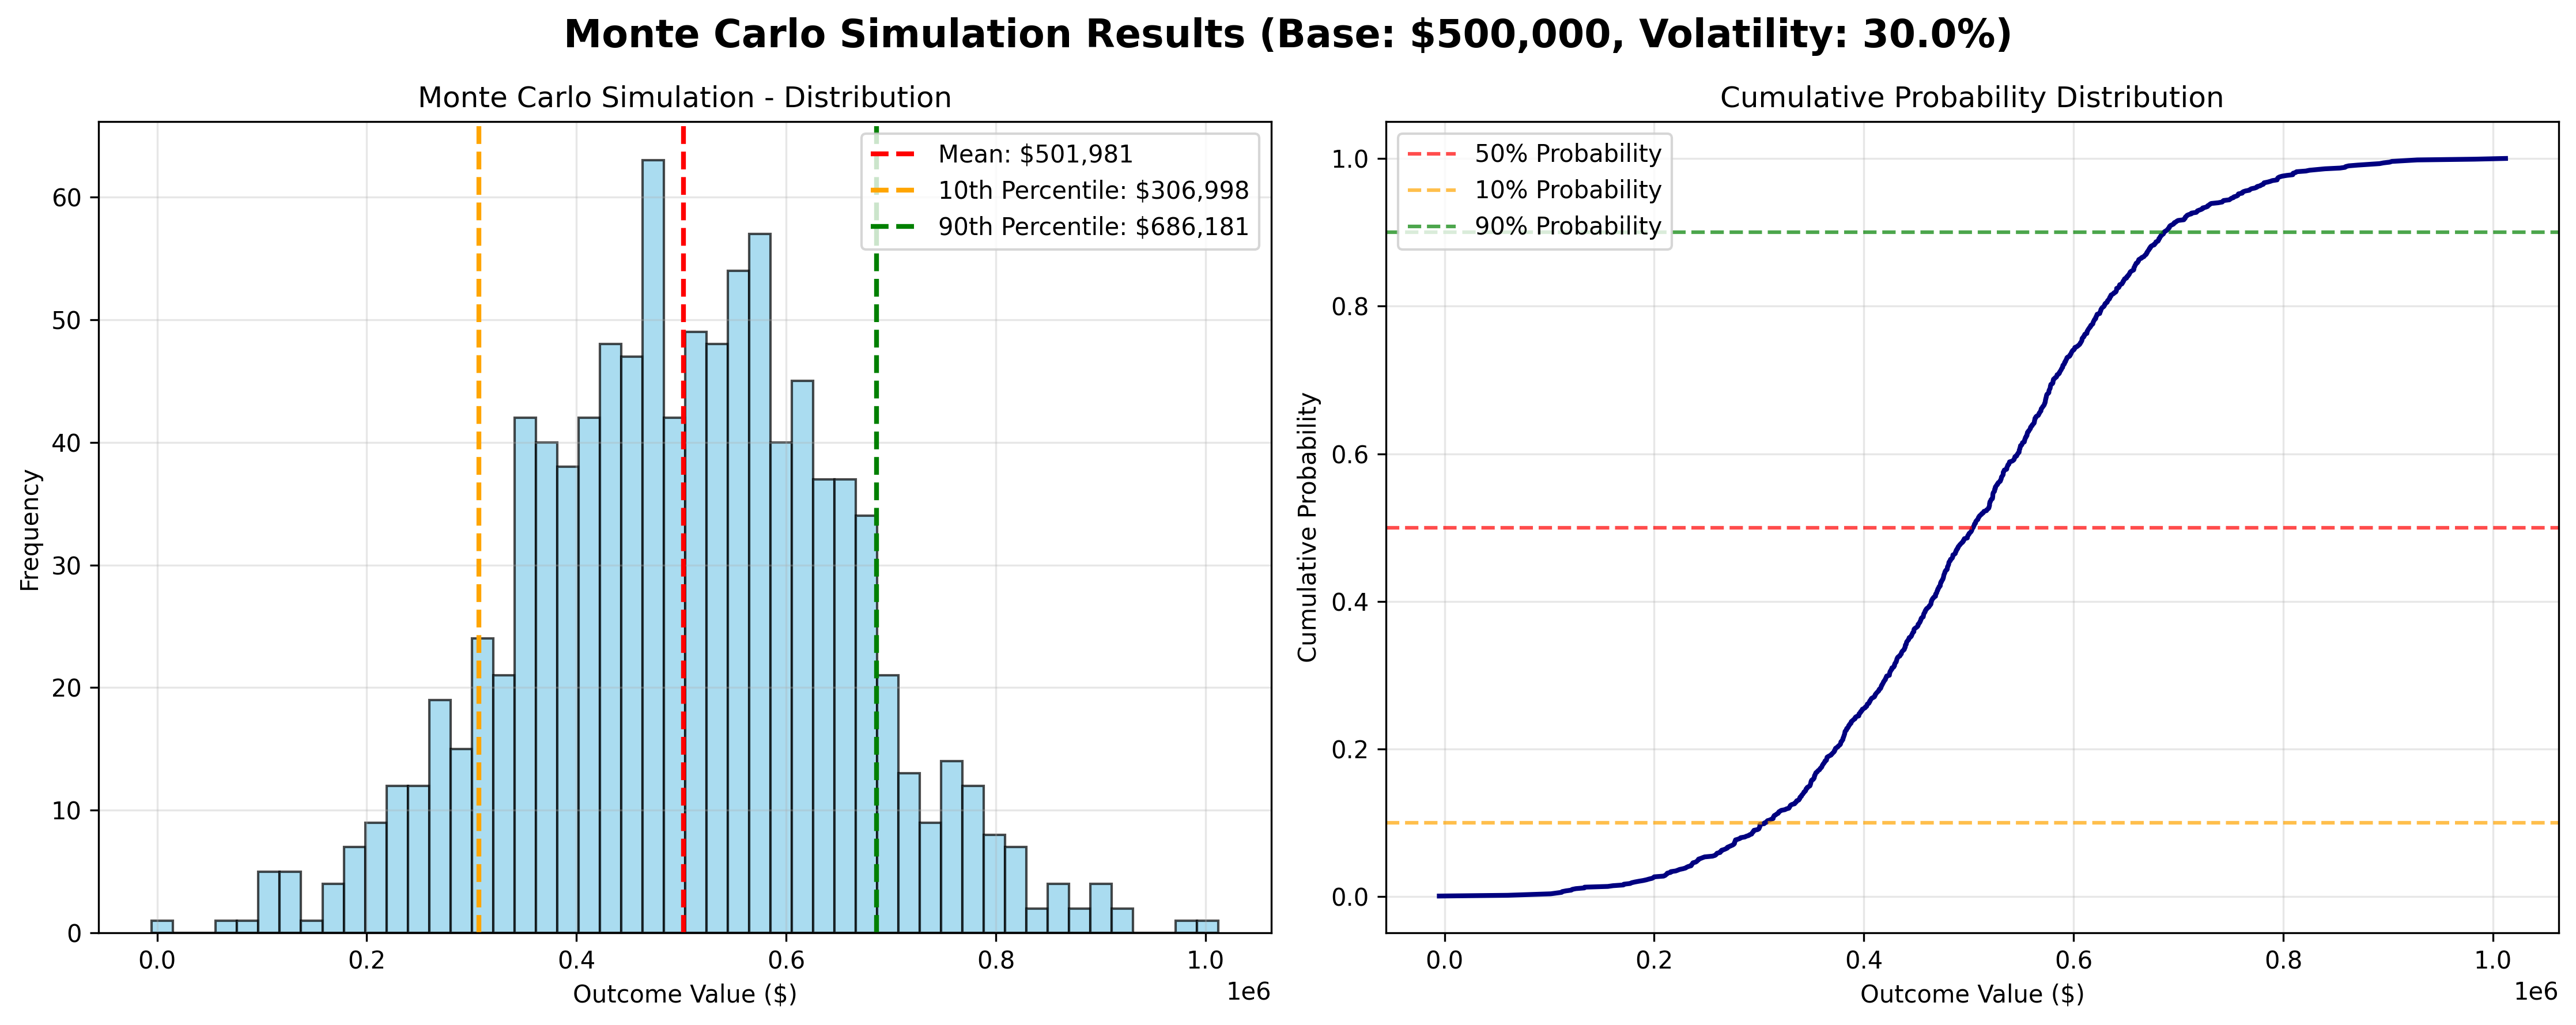 Monte Carlo Simulation Results (Base: $500,000, Volatility: 30.0%)
Monte Carlo Simulation - Distribution
Mean: $501,981
10th Percentile: $306,998
90th Percentile: $686,181
60
50
40
30
20
10
0
Frequency
0.0 0.2 0.4 0.6 0.8 1.0
1e6
Outcome Value ($)
Cumulative Probability Distribution
50% Probability
10% Probability
90% Probability
1.0
0.8
0.6
0.4
0.2
0.0
Cumulative Probability
0.0 0.2 0.4 0.6 0.8 1.0
1e6
Outcome Value ($)